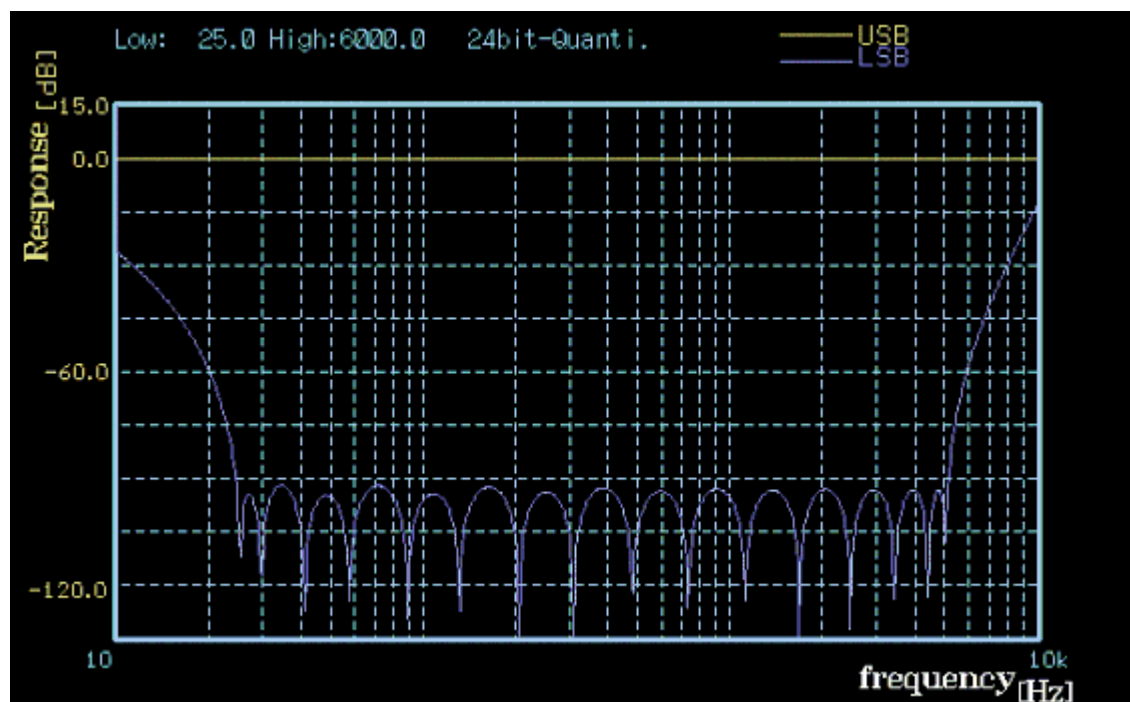 Low: 25.0 High:6000.0 24bit-Quanti.
USB
LSB
Response [dB]
15.0
0.0
-60.0
-120.0
10
10k
frequency [Hz]